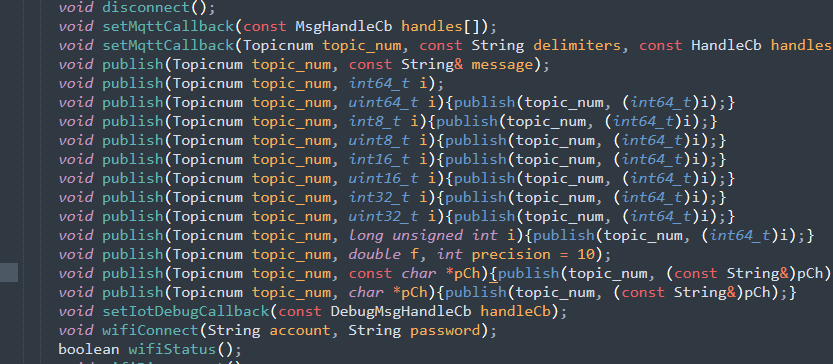 void disconnect();
void setMqttCallback(const MsgHandleCb handles[]);
void setMqttCallback(Topicnum topic_num, const String delimiters, const HandleCb handles
void publish(Topicnum topic_num, const String& message);
void publish(Topicnum topic_num, int64_t i);
void publish(Topicnum topic_num, uint64_t i){publish(topic_num, (int64_t)i);}
void publish(Topicnum topic_num, int8_t i){publish(topic_num, (int64_t)i);}
void publish(Topicnum topic_num, uint8_t i){publish(topic_num, (int64_t)i);}
void publish(Topicnum topic_num, int16_t i){publish(topic_num, (int64_t)i);}
void publish(Topicnum topic_num, uint16_t i){publish(topic_num, (int64_t)i);}
void publish(Topicnum topic_num, int32_t i){publish(topic_num, (int64_t)i);}
void publish(Topicnum topic_num, uint32_t i){publish(topic_num, (int64_t)i);}
void publish(Topicnum topic_num, long unsigned int i){publish(topic_num, (int64_t)i);}
void publish(Topicnum topic_num, double f, int precision = 10);
void publish(Topicnum topic_num, const char *pCh){publish(topic_num, (const String&)pCh)
void publish(Topicnum topic_num, char *pCh){publish(topic_num, (const String&)pCh);}
void setIotDebugCallback(const DebugMsgHandleCb handleCb);
void wifiConnect(String account, String password);
boolean wifiStatus();